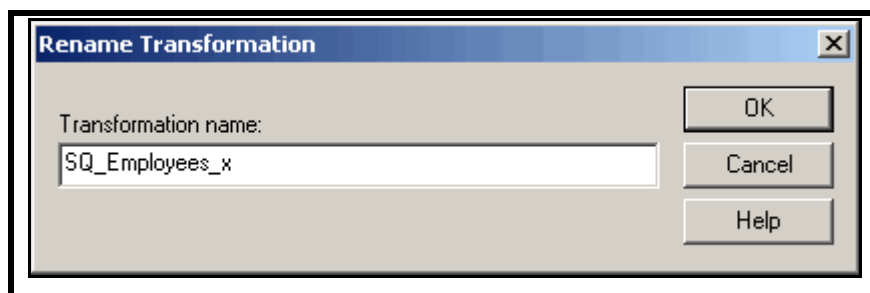 Rename Transformation
OK
Transformation name:
SQ_Employees_x
Cancel
Help